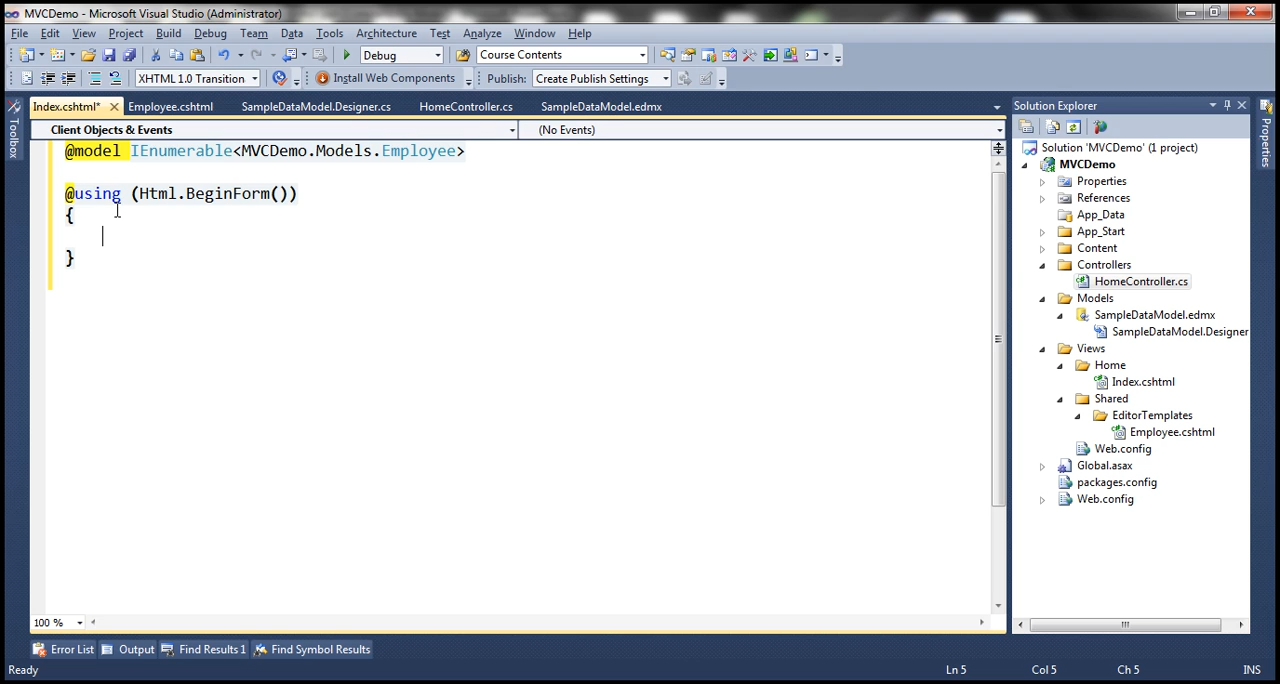 MVCDemo - Microsoft Visual Studio (Administrator)
File Edit View Project Build Debug Team Data Tools Architecture Test Analyze Window Help
Debug Course Contents
XHTML 1.0 Transition Install Web Components Publish: Create Publish Settings
Index.cshtml* Employee.cshtml SampleDataModel.Designer.cs HomeController.cs SampleDataModel.edmx
Client Objects & Events (No Events)
Toolbox
@model IEnumerable<MVCDemo.Models.Employee>
@using (Html.BeginForm())
{
}
100 %
Solution Explorer
Properties
Solution 'MVCDemo' (1 project)
MVCDemo
Properties
References
App_Data
App_Start
Content
Controllers
HomeController.cs
Models
SampleDataModel.edmx
SampleDataModel.Designer
Views
Home
Index.cshtml
Shared
EditorTemplates
Employee.cshtml
Web.config
Global.asax
packages.config
Web.config
Error List Output Find Results 1 Find Symbol Results
Ready Ln 5 Col 5 Ch 5 INS